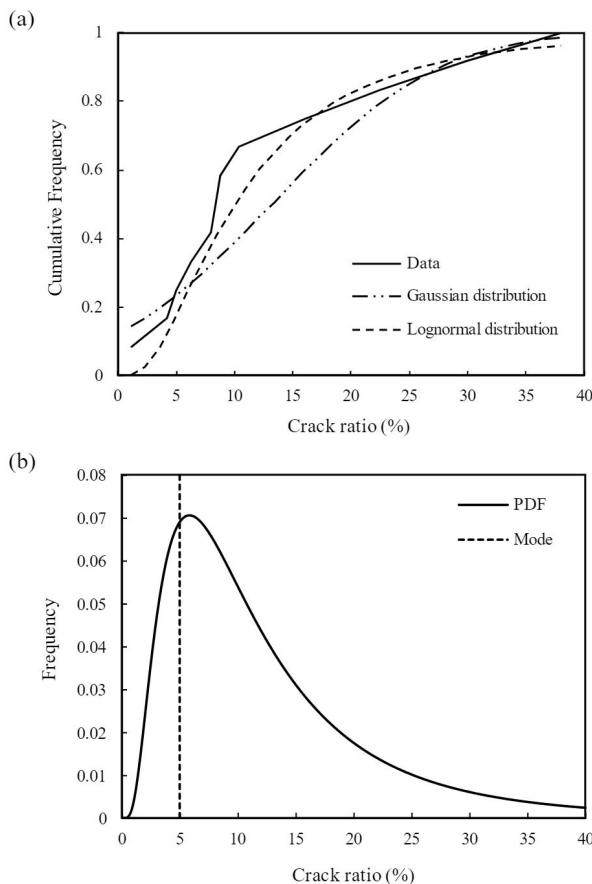 (a)
1
0.8
0.6
0.4
0.2
0
Cumulative Frequency
Data
Gaussian distribution
Lognormal distribution
0 5 10 15 20 25 30 35 40
Crack ratio (%)
(b)
0.08
0.07
0.06
0.05
0.04
0.03
0.02
0.01
0
Frequency
PDF
Mode
0 5 10 15 20 25 30 35 40
Crack ratio (%)